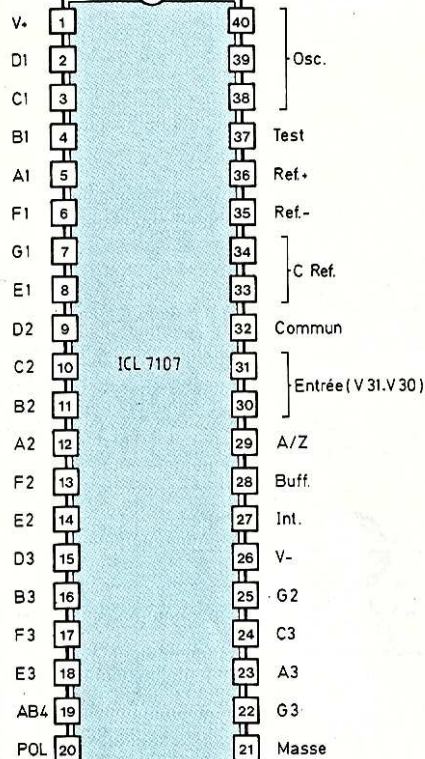 V+ 1 40
D1 2 39 Osc.
C1 3 38
B1 4 37 Test
A1 5 36 Ref.+
F1 6 35 Ref.-
G1 7 34
E1 8 33 C Ref.
D2 9 32 Commun
C2 10 ICL 7107 31
B2 11 30 Entrée (V 31.V 30)
A2 12 29 A/Z
F2 13 28 Buff.
E2 14 27 Int.
D3 15 26 V-
B3 16 25 G2
F3 17 24 C3
E3 18 23 A3
AB4 19 22 G3
POL 20 21 Masse